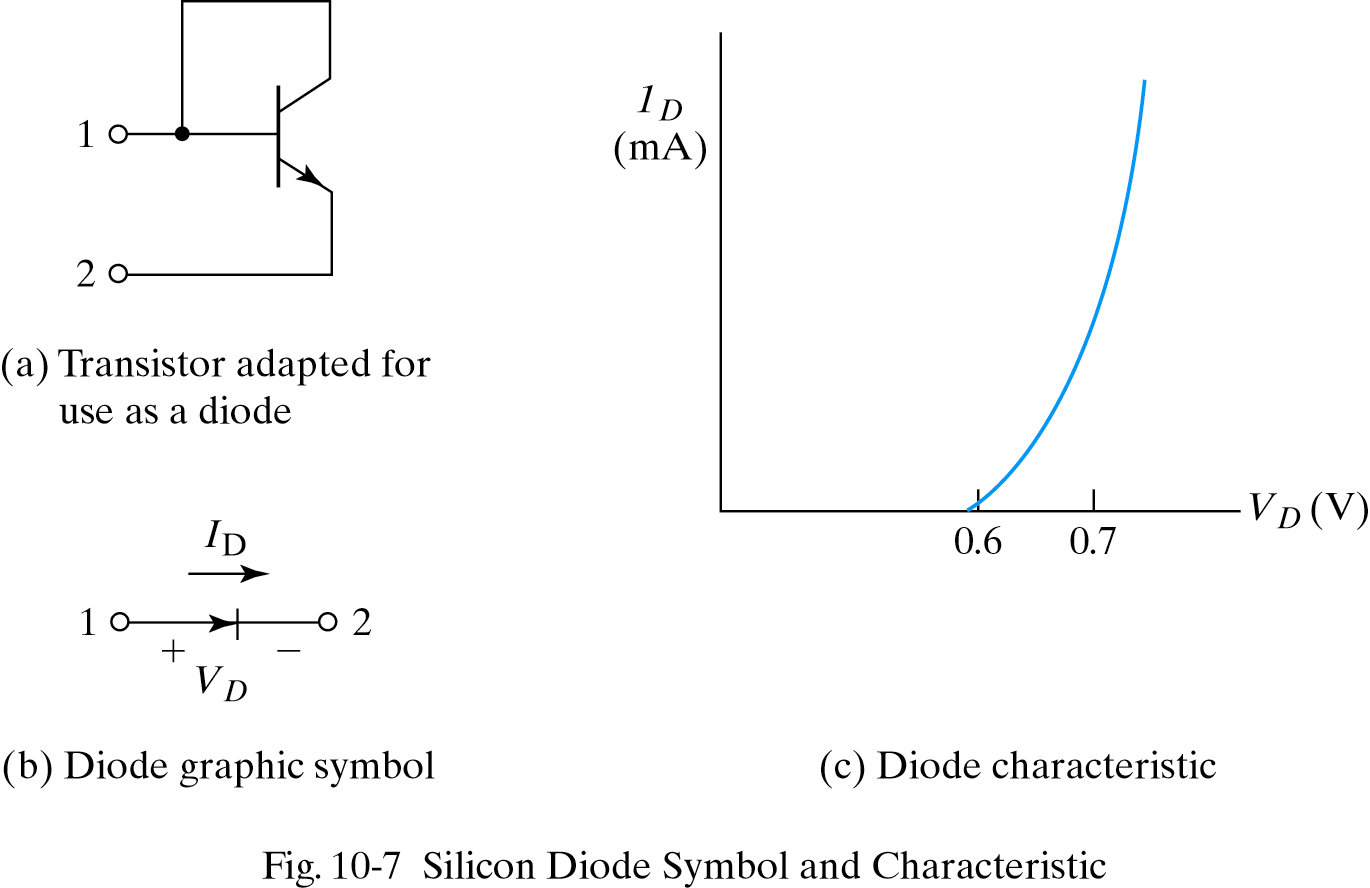 1
2
(a) Transistor adapted for
use as a diode
I_D
1
2
+
−
V_D
(b) Diode graphic symbol
I_D
(mA)
0.6
0.7
V_D (V)
(c) Diode characteristic
Fig. 10-7 Silicon Diode Symbol and Characteristic